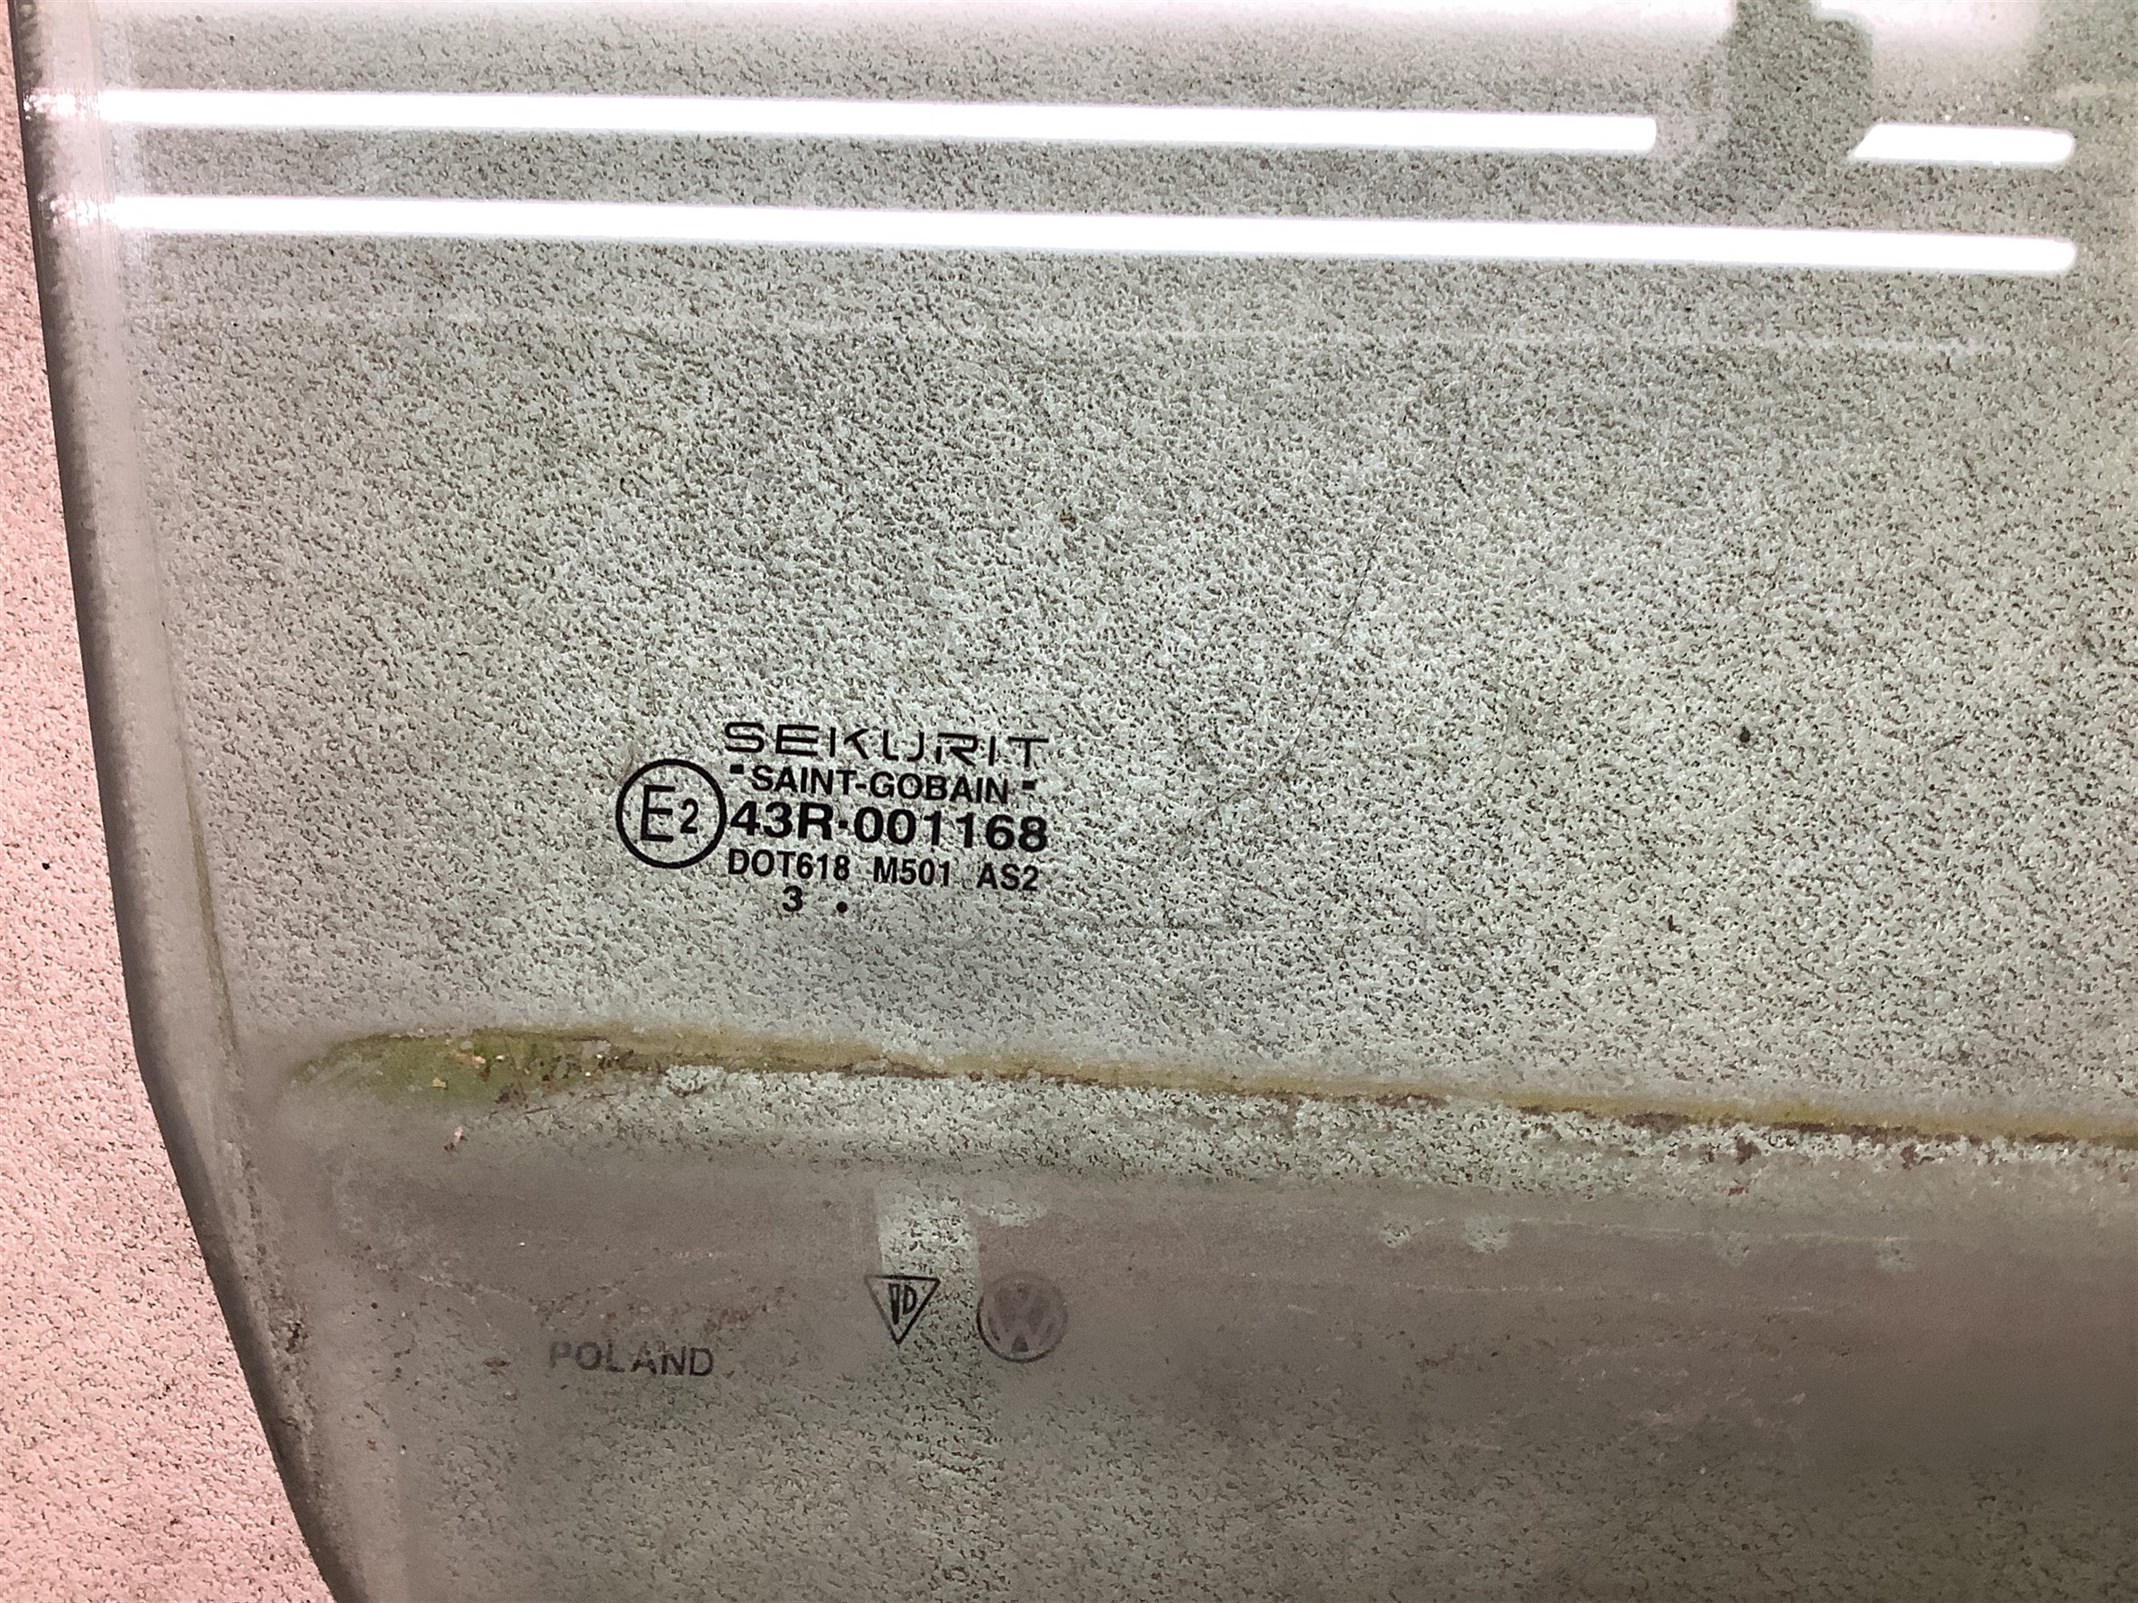 SEKURIT
"SAINT-GOBAIN"
E2 43R-001168
DOT618 M501 AS2
3 .
POLAND